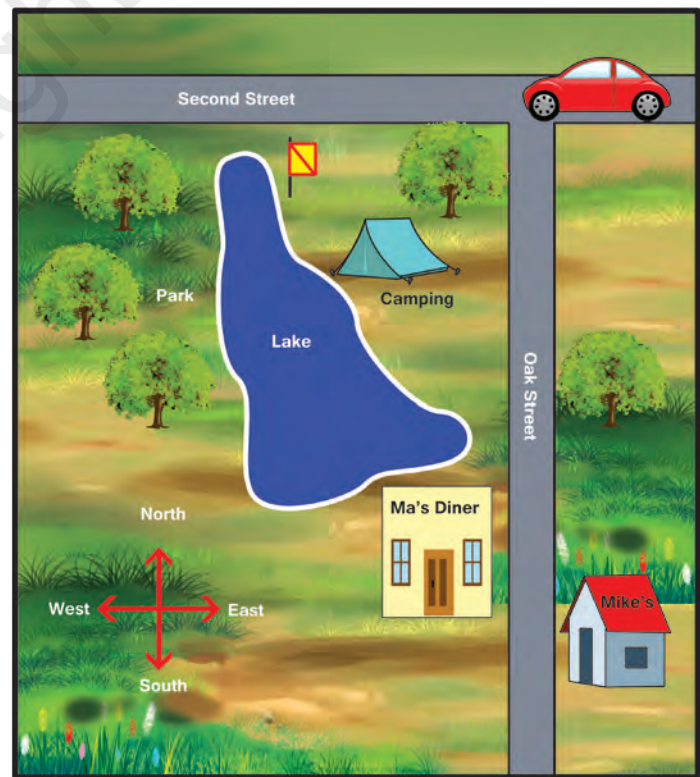 Second Street
Camping
Park
Lake
Oak Street
Ma's Diner
North
Mike's
West
East
South